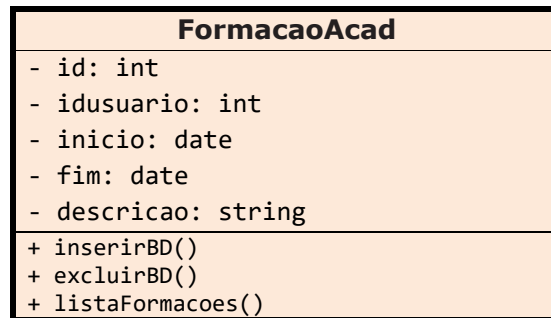 FormacaoAcad
- id: int
- idusuario: int
- inicio: date
- fim: date
- descricao: string
+ inserirBD()
+ excluirBD()
+ listaFormacoes()